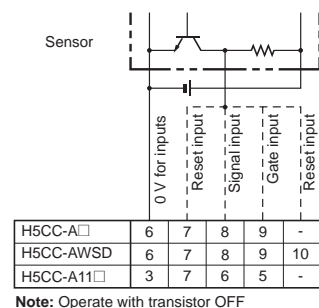 Sensor
0 V for inputs
Reset input
Signal input
Gate input
Reset input
H5CC-A□ 6 7 8 9 -
H5CC-AWSD 6 7 8 9 10
H5CC-A11□ 3 7 6 5 -
Note: Operate with transistor OFF